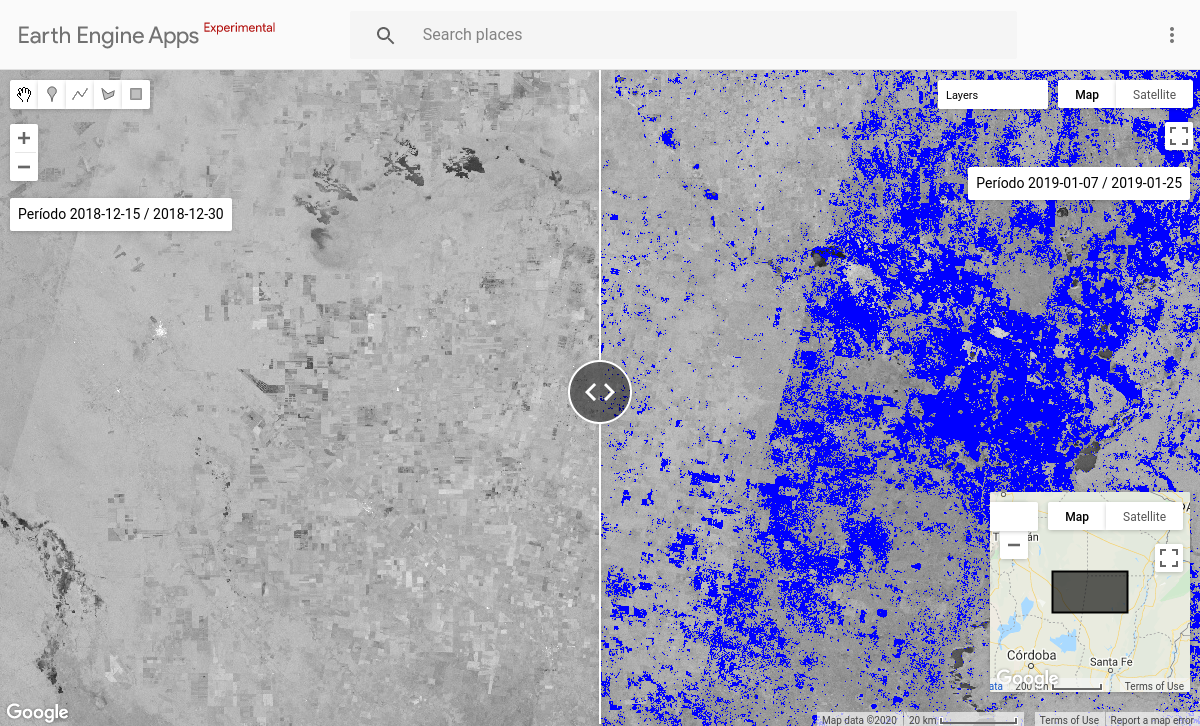 Earth Engine Apps Experimental
Search places
Layers
Map Satellite
Período 2019-01-07 / 2019-01-25
Período 2018-12-15 / 2018-12-30
Map Satellite
Córdoba
Santa Fe
Google
200 km
Terms of Use
Google
Map data ©2020
20 km
Terms of Use
Report a map error